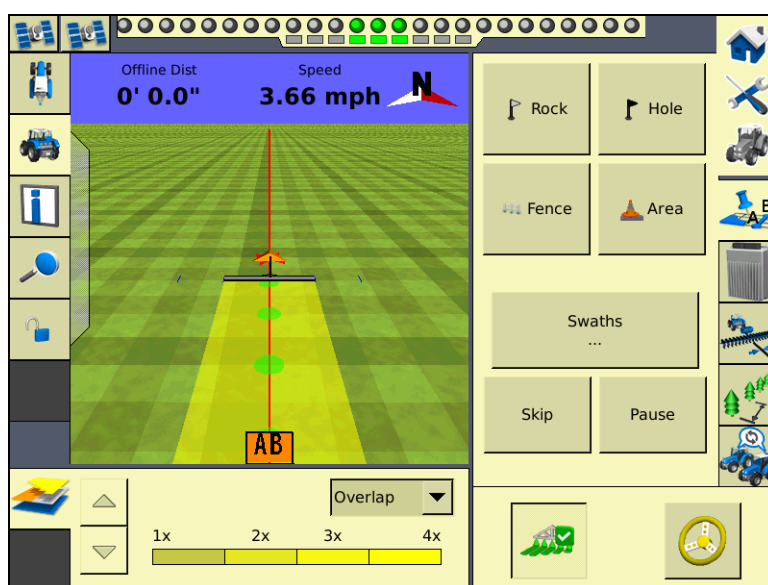 Offline Dist
Speed
0' 0.0"
3.66 mph
N
Rock
Hole
Fence
Area
A B
Swaths
...
Skip
Pause
AB
Overlap
1x
2x
3x
4x